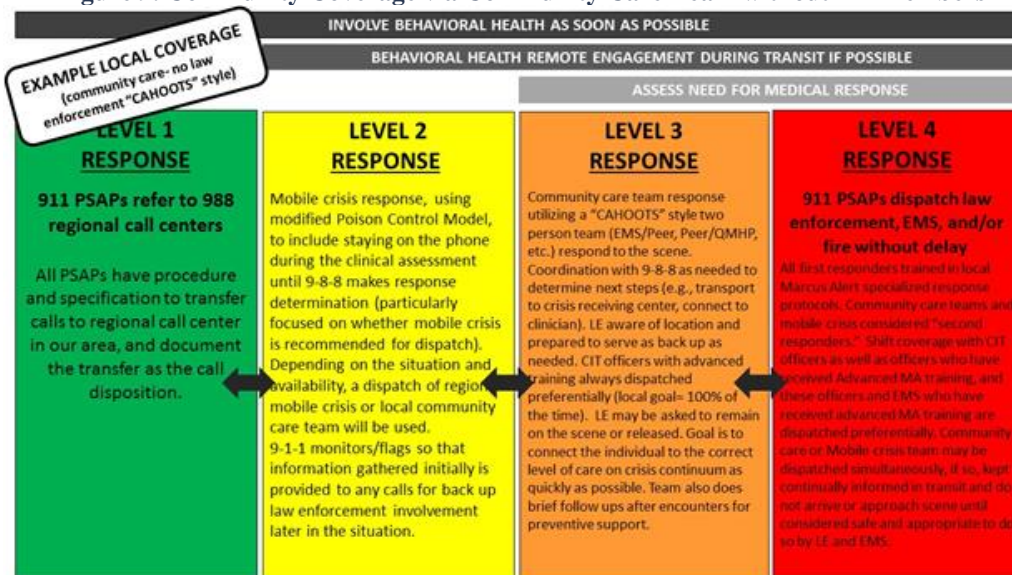 INVOLVE BEHAVIORAL HEALTH AS SOON AS POSSIBLE
BEHAVIORAL HEALTH REMOTE ENGAGEMENT DURING TRANSIT IF POSSIBLE
ASSESS NEED FOR MEDICAL RESPONSE
EXAMPLE LOCAL COVERAGE
(community care- no law
enforcement "CAHOOTS" style)
LEVEL 1
RESPONSE
911 PSAPs refer to 988
regional call centers
All PSAPs have procedure
and specification to transfer
calls to regional call center
in our area, and document
the transfer as the call
disposition.
LEVEL 2
RESPONSE
Mobile crisis response, using
modified Poison Control Model,
to include staying on the phone
during the clinical assessment
until 9-8-8 makes response
determination (particularly
focused on whether mobile crisis
is recommended for dispatch).
Depending on the situation and
availability, a dispatch of regional
mobile crisis or local community
care team will be used.
9-1-1 monitors/flags so that
information gathered initially is
provided to any calls for back up
law enforcement involvement
later in the situation.
LEVEL 3
RESPONSE
Community care team response
utilizing a "CAHOOTS" style two
person team (EMS/Peer, Peer/QMHP,
etc.) respond to the scene.
Coordination with 9-8-8 as needed to
determine next steps (e.g., transport
to crisis receiving center, connect to
clinician). LE aware of location and
prepared to serve as back up as
needed. CIT officers with advanced
training always dispatched
preferentially (local goal= 100% of
the time). LE may be asked to remain
on the scene or released. Goal is to
connect the individual to the correct
level of care on crisis continuum as
quickly as possible. Team also does
brief follow ups after encounters for
preventive support.
LEVEL 4
RESPONSE
911 PSAPs dispatch law
enforcement, EMS, and/or
fire without delay
All first responders trained in local
Marcus Alert specialized response
protocols. Community care teams and
mobile crisis considered "second
responders." Shift coverage with CIT
officers as well as officers who have
received Advanced MA training, and
these officers and EMS who have
received advanced MA training are
dispatched preferentially. Community
care or Mobile crisis team may be
dispatched simultaneously, if so, kept
continually informed in transit and do
not arrive or approach scene until
considered safe and appropriate to do
so by LE and EMS.